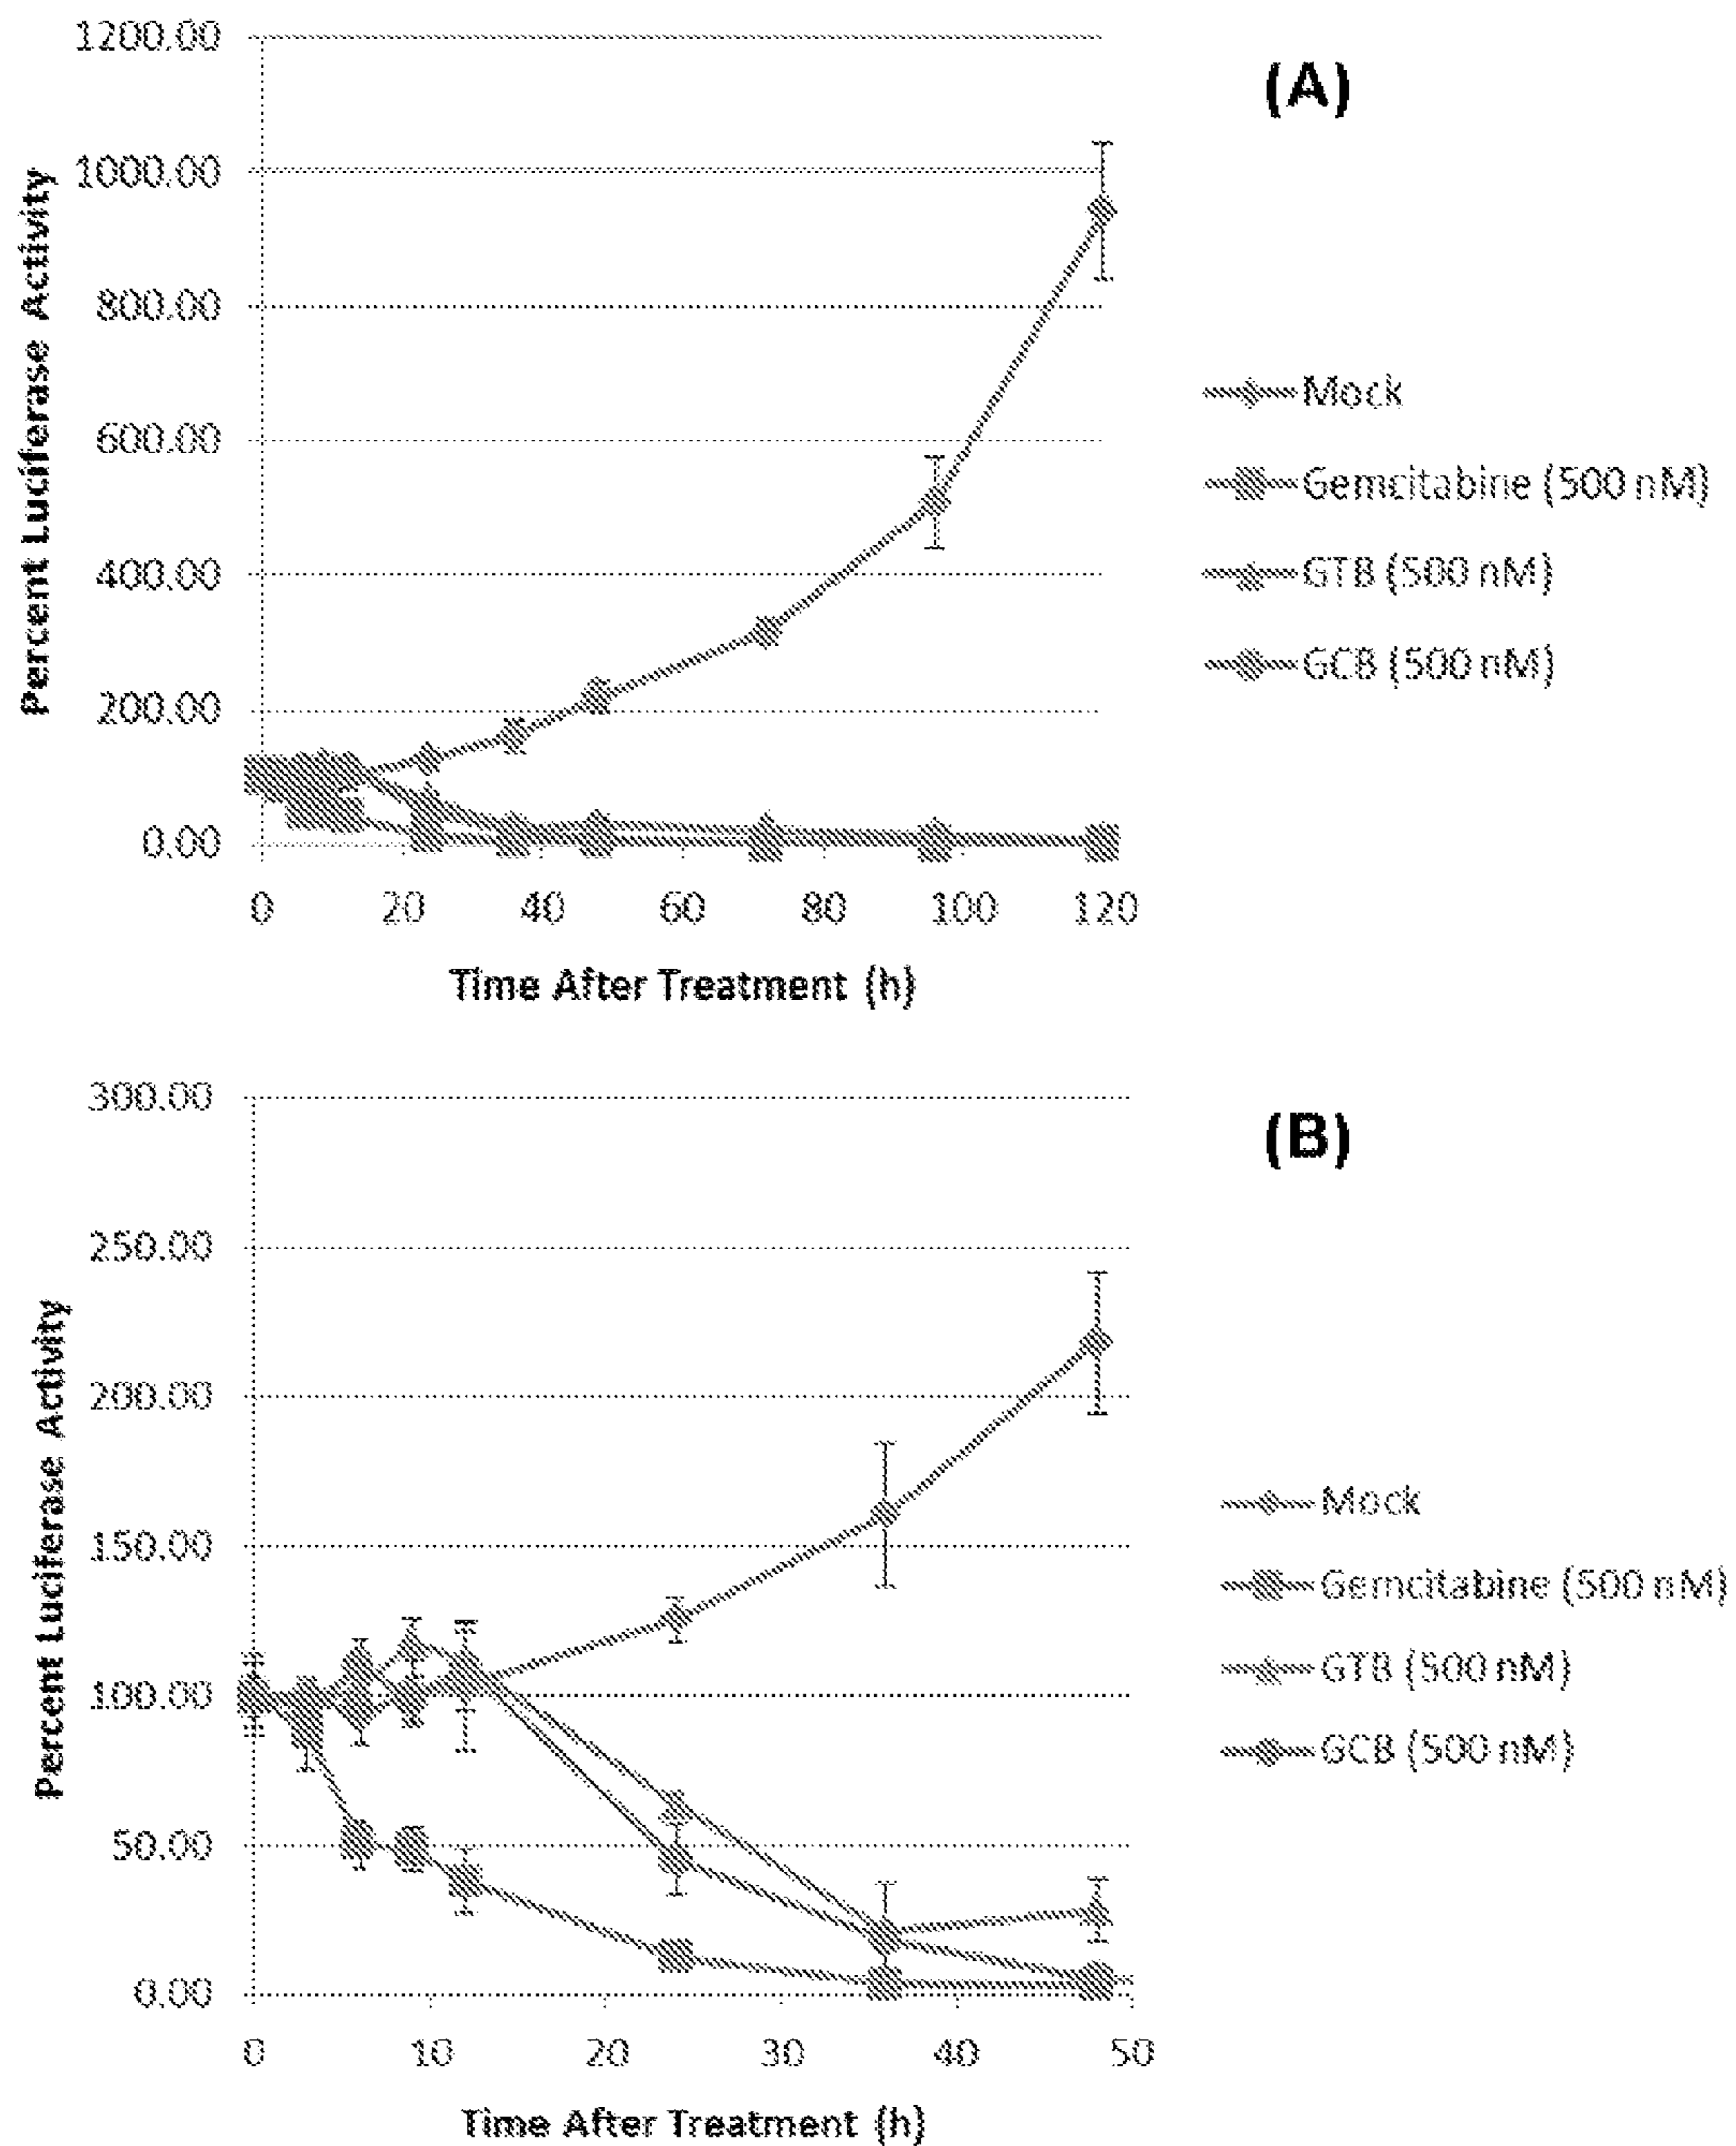 (A)
Percent Luciferase Activity
1200.00
1000.00
800.00
600.00
400.00
200.00
0.00
0 20 40 60 80 100 120
Time After Treatment (h)
Mock
Gemcitabine (500 nM)
GTB (500 nM)
GCB (500 nM)
(B)
Percent Luciferase Activity
300.00
250.00
200.00
150.00
100.00
50.00
0.00
0 10 20 30 40 50
Time After Treatment (h)
Mock
Gemcitabine (500 nM)
GTB (500 nM)
GCB (500 nM)